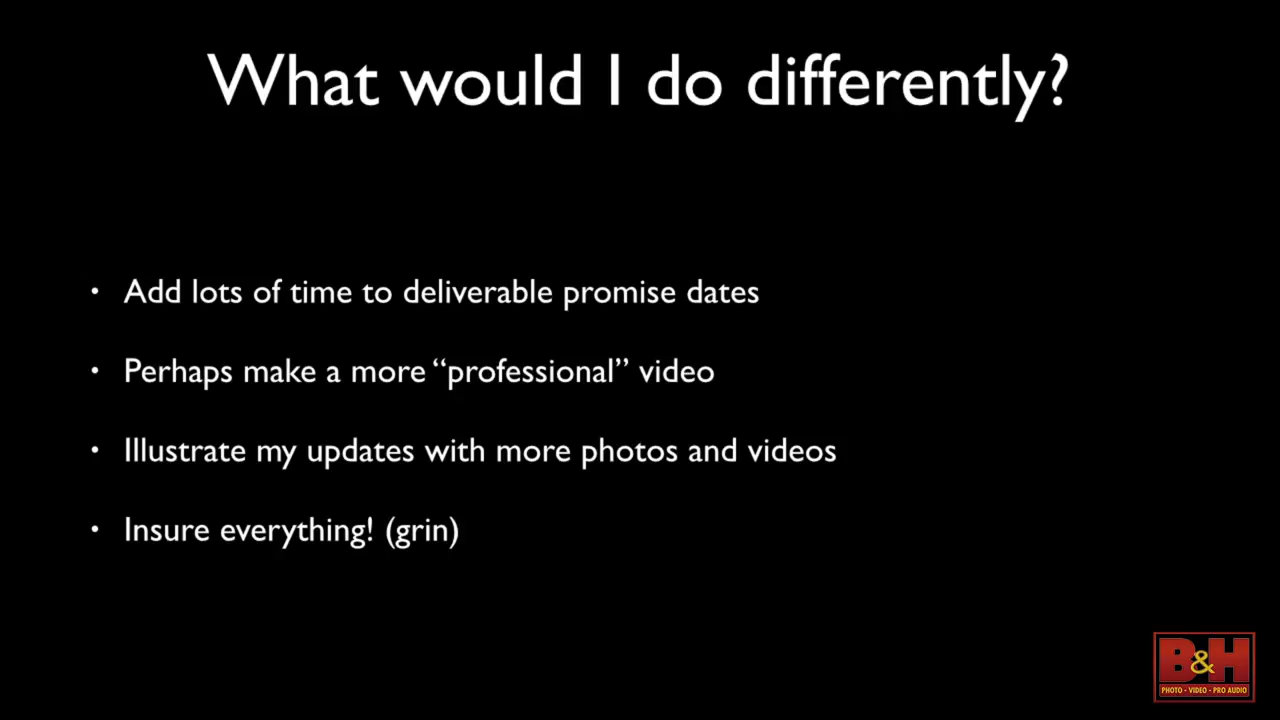 What would I do differently?
• Add lots of time to deliverable promise dates
• Perhaps make a more “professional” video
• Illustrate my updates with more photos and videos
• Insure everything! (grin)
B&H
PHOTO - VIDEO - PRO AUDIO